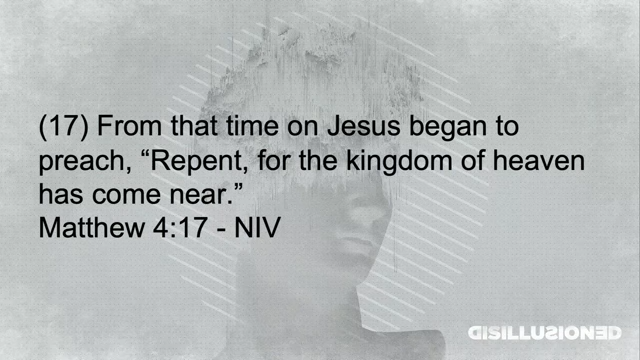 (17) From that time on Jesus began to
preach, “Repent, for the kingdom of heaven
has come near.”
Matthew 4:17 - NIV
DISILLUSIONED